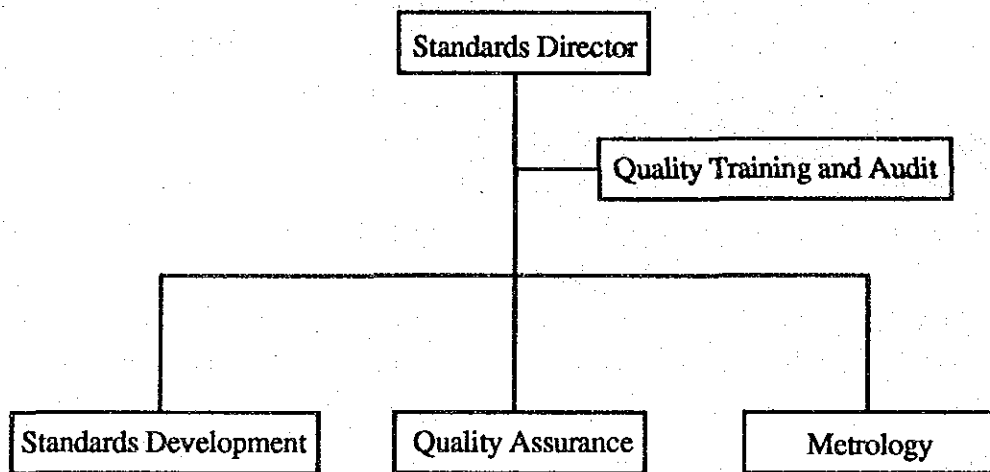 Standards Director
Quality Training and Audit
Standards Development
Quality Assurance
Metrology